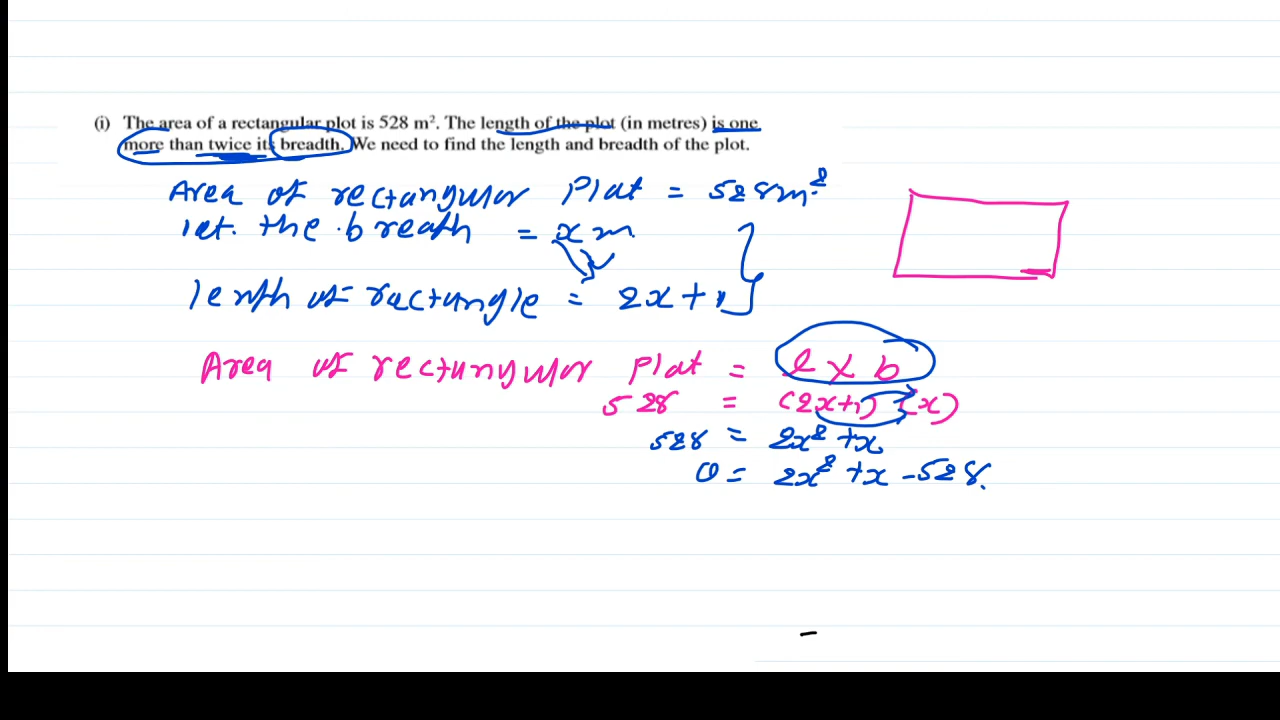 (i) The area of a rectangular plot is 528 m². The length of the plot (in metres) is one
more than twice its breadth. We need to find the length and breadth of the plot.
Area of rectangular Plat = 528m²
let. the breath = x m
lenth of rectangle = 2x+1
Area of rectangular Plat = l × b
528 = (2x+1) (x)
528 = 2x² + x
0 = 2x² + x - 528.